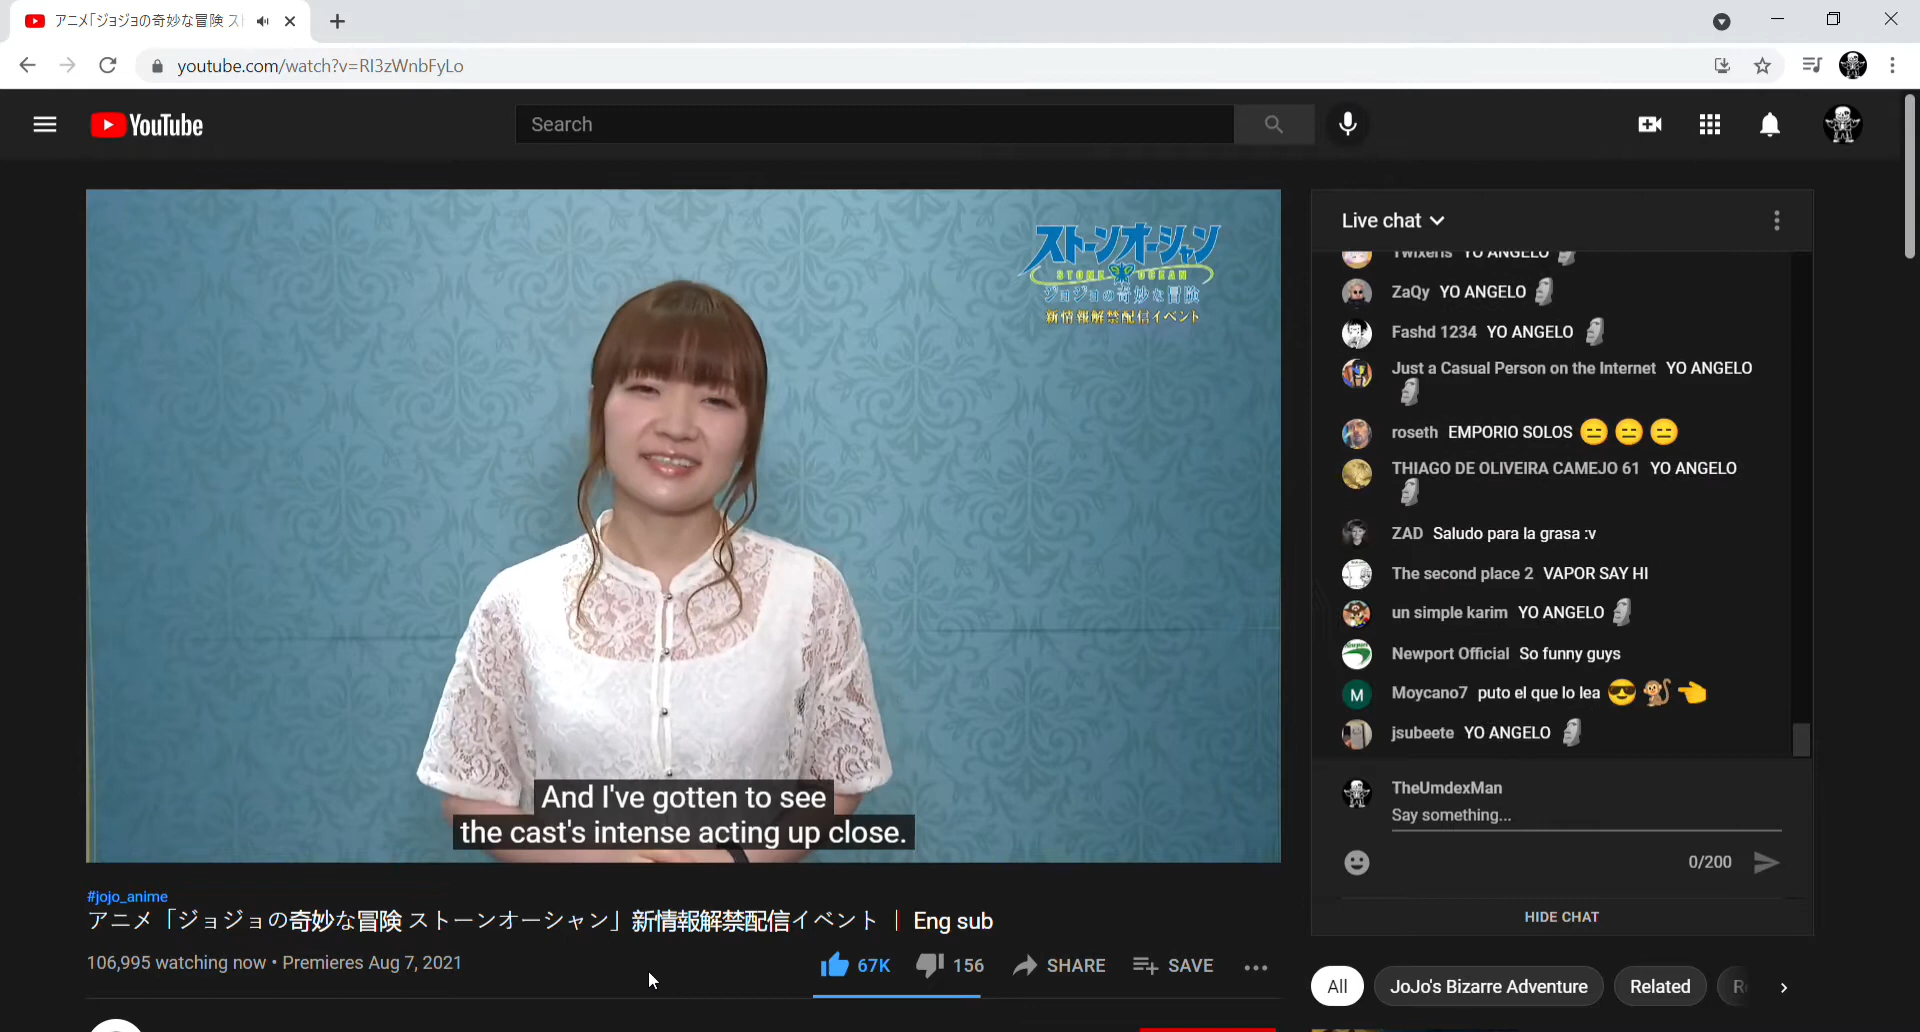 アニメ「ジョジョの奇妙な冒険 ス
youtube.com/watch?v=RI3zWnbFyLo
YouTube
Search
ストーンオーシャン
STONE OCEAN
ジョジョの奇妙な冒険
新情報解禁配信イベント
And I've gotten to see
the cast's intense acting up close.
#jojo_anime
アニメ「ジョジョの奇妙な冒険 ストーンオーシャン」新情報解禁配信イベント ｜ Eng sub
106,995 watching now • Premieres Aug 7, 2021
67K 156 SHARE SAVE
Live chat
Twixeris YO ANGELO
ZaQy YO ANGELO
Fashd 1234 YO ANGELO
Just a Casual Person on the Internet YO ANGELO
roseth EMPORIO SOLOS
THIAGO DE OLIVEIRA CAMEJO 61 YO ANGELO
ZAD Saludo para la grasa :v
The second place 2 VAPOR SAY HI
un simple karim YO ANGELO
Newport Official So funny guys
M Moycano7 puto el que lo lea
jsubeete YO ANGELO
TheUmdexMan
Say something...
0/200
HIDE CHAT
All JoJo's Bizarre Adventure Related